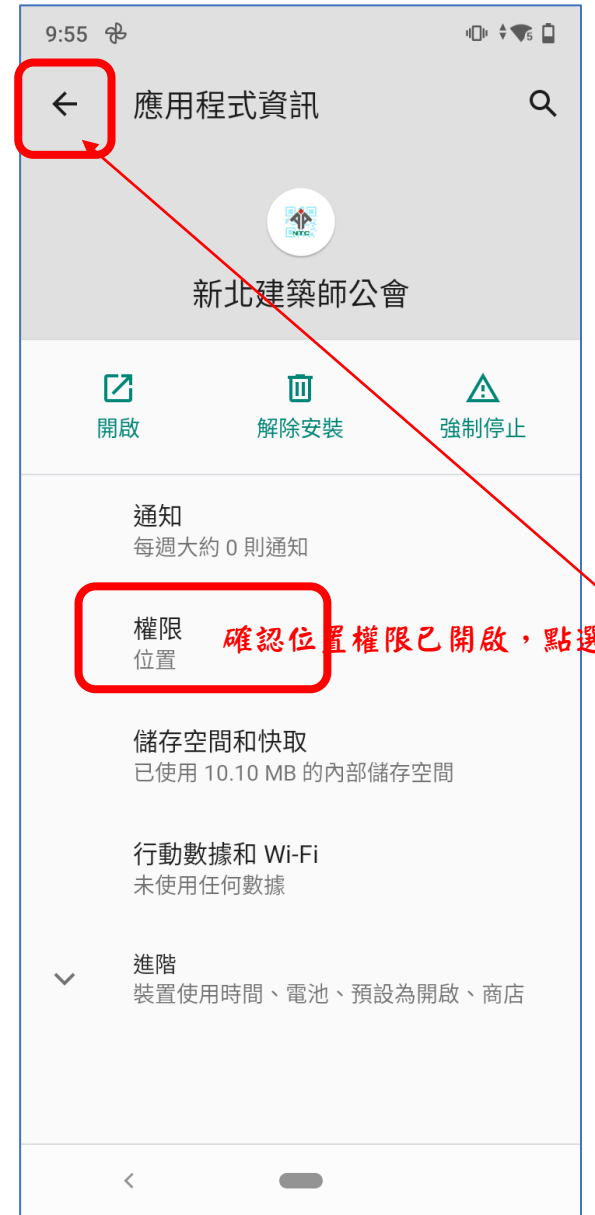 9:55
應用程式資訊
NTC
新北建築師公會
開啟
解除安裝
強制停止
通知
每週大約 0 則通知
權限
位置
確認位置權限已開啟，點選
儲存空間和快取
已使用 10.10 MB 的內部儲存空間
行動數據和 Wi-Fi
未使用任何數據
進階
裝置使用時間、電池、預設為開啟、商店